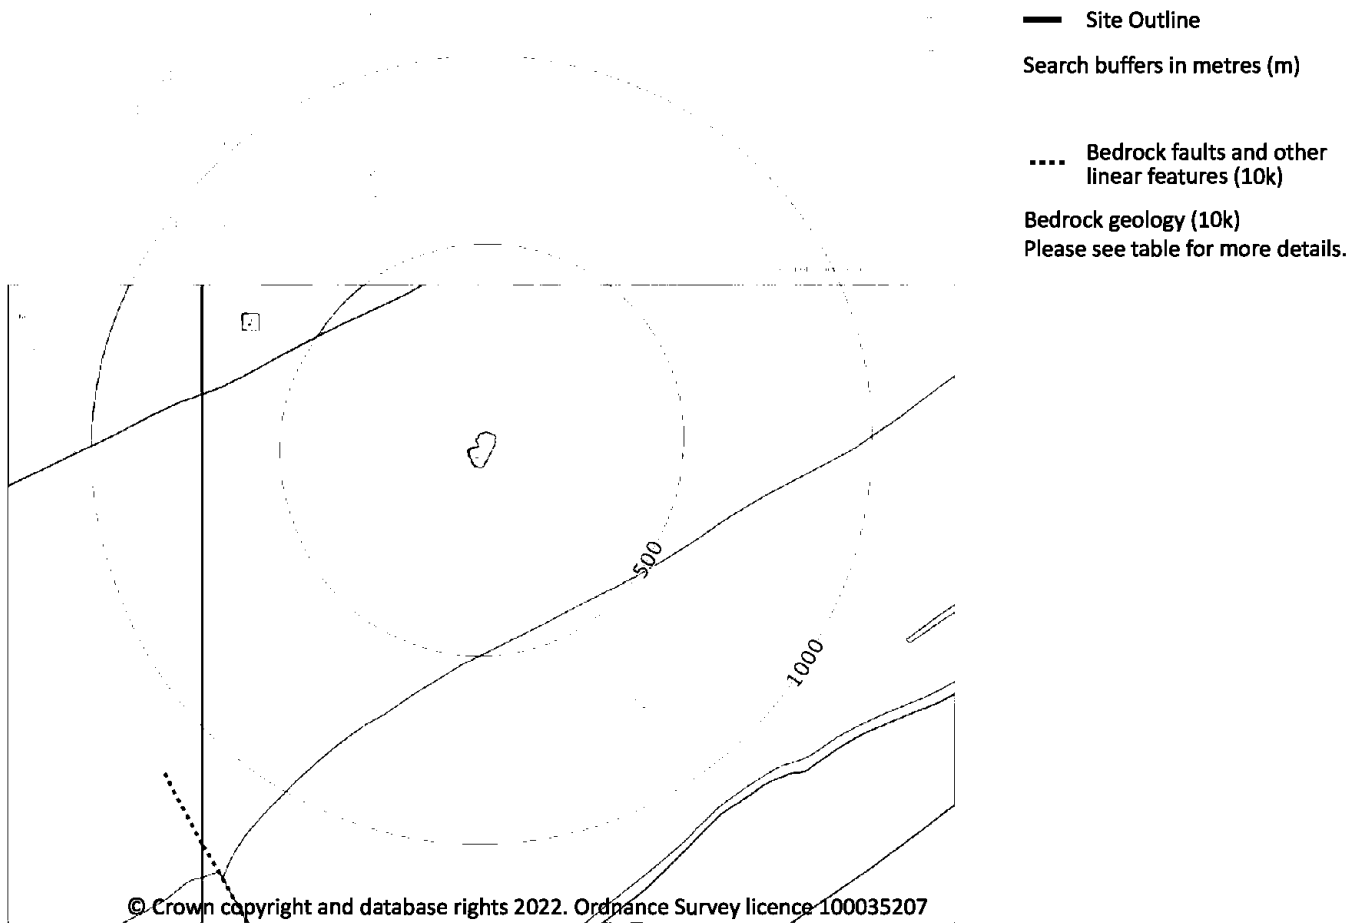 Site Outline
Search buffers in metres (m)
Bedrock faults and other
linear features (10k)
Bedrock geology (10k)
Please see table for more details.
500
1000
© Crown copyright and database rights 2022. Ordnance Survey licence 100035207